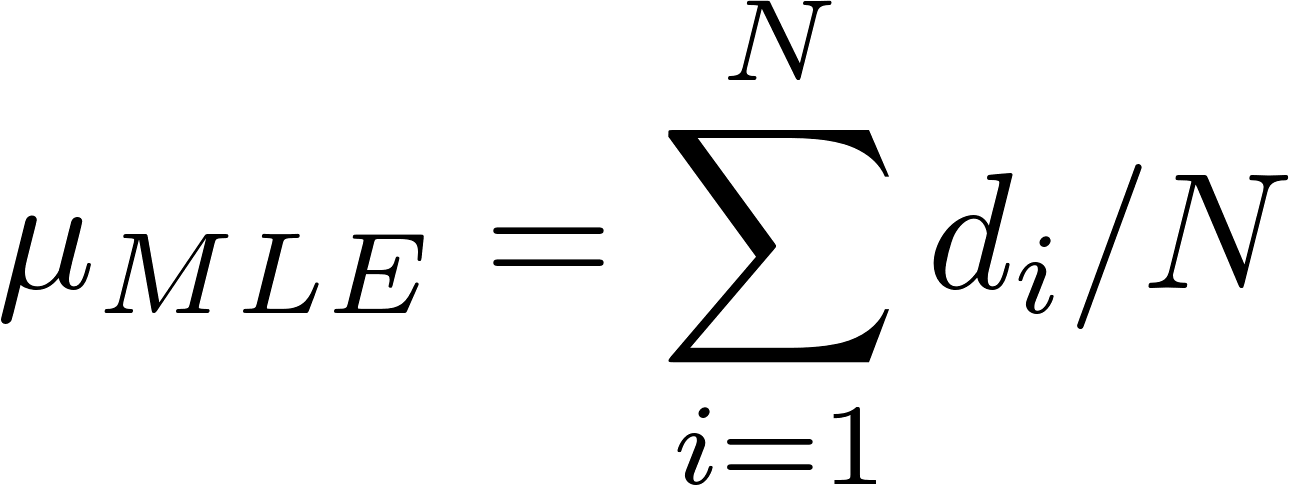 μ_{MLE} = \sum_{i=1}^{N} d_i/N